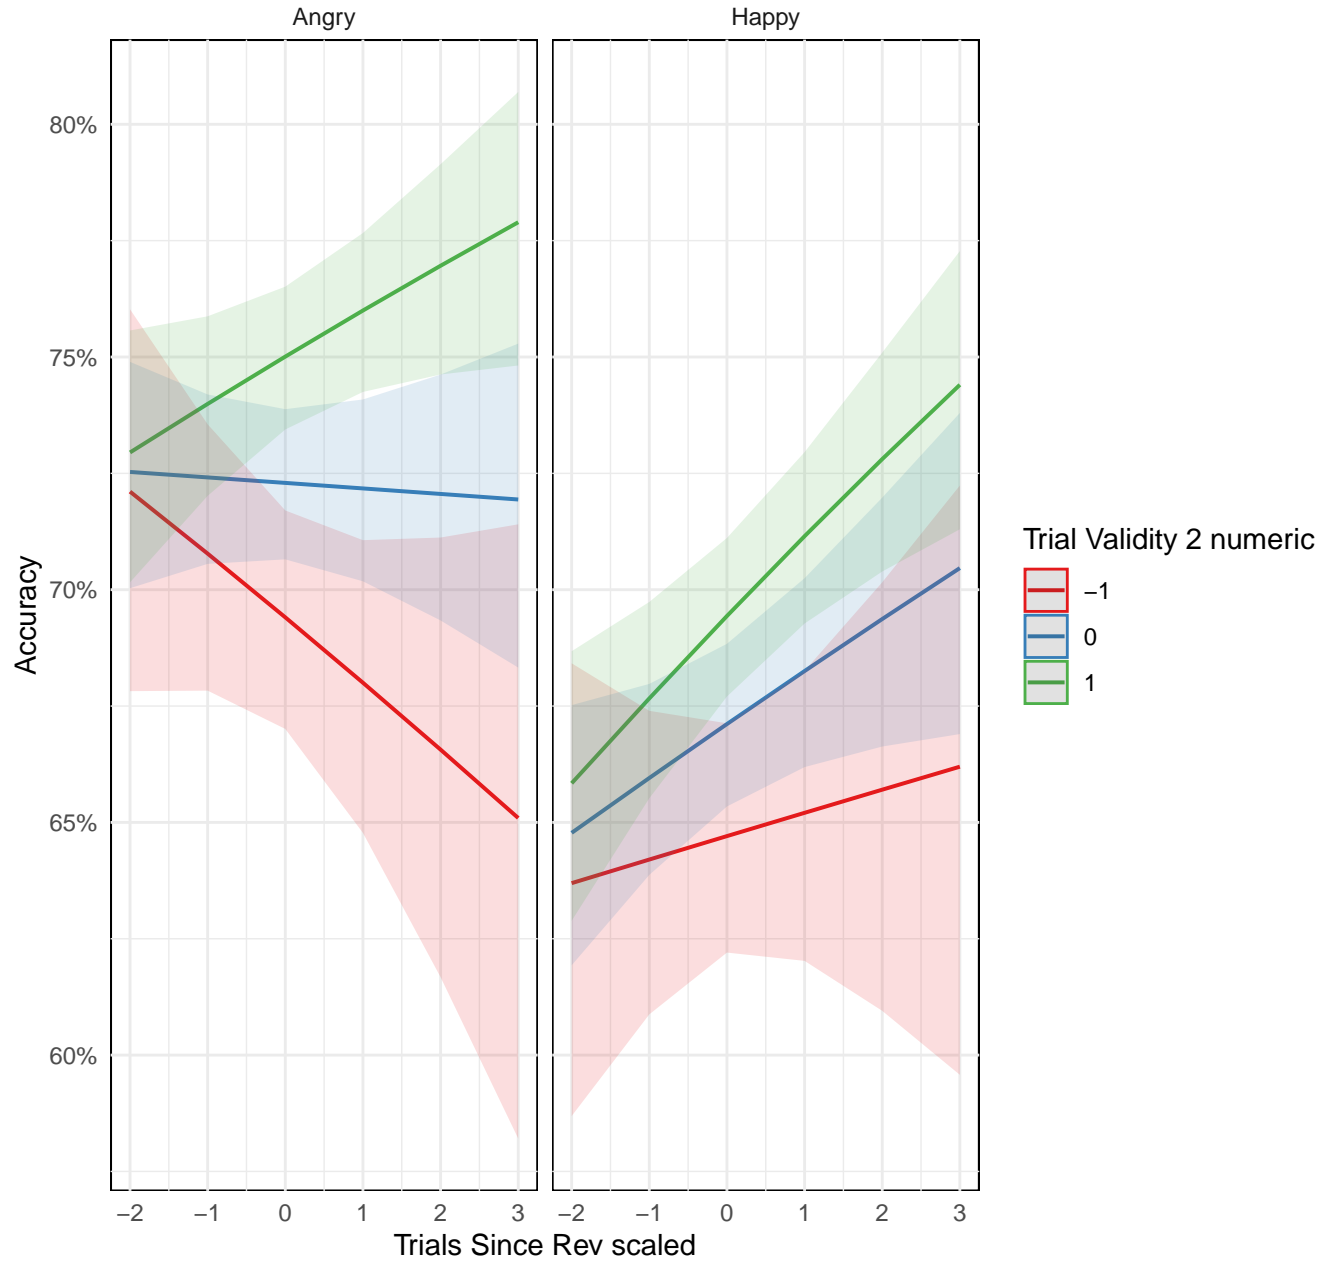 Angry Happy
80%
75%
70%
65%
60%
Accuracy
−2 −1 0 1 2 3 −2 −1 0 1 2 3
Trials Since Rev scaled
Trial Validity 2 numeric
−1
0
1